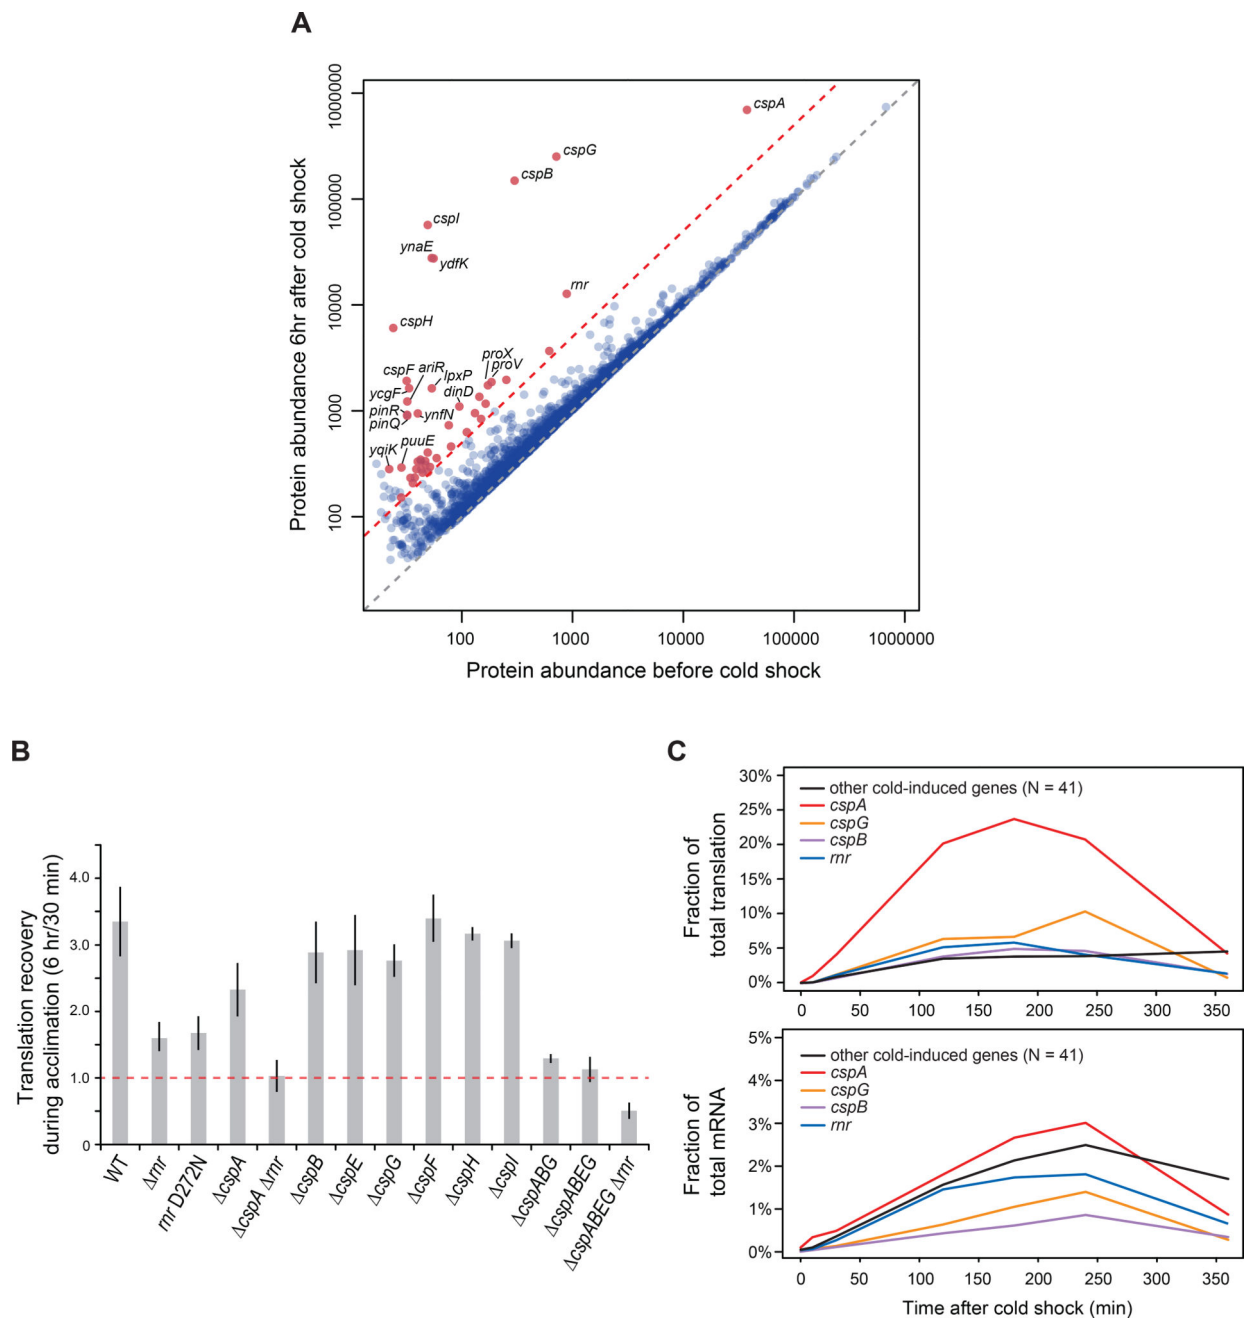 A
Protein abundance 6hr after cold shock
1000000
100000
10000
1000
100
cspA
cspG
cspB
cspI
ynaE
ydfK
rnr
cspH
proX
proV
cspF
ariR
lpxP
ycgF
dinD
pinR
ynfN
pinQ
puuE
yqiK
100
1000
10000
100000
1000000
Protein abundance before cold shock
B
Translation recovery
during acclimation (6 hr/30 min)
4.0
3.0
2.0
1.0
0
WT
Δrnr
rnr D272N
ΔcspA
ΔcspA Δrnr
ΔcspB
ΔcspE
ΔcspG
ΔcspF
ΔcspH
ΔcspI
ΔcspABG
ΔcspABEG
ΔcspABEG Δrnr
C
Fraction of
total translation
30%
25%
20%
15%
10%
5%
0%
other cold-induced genes (N = 41)
cspA
cspG
cspB
rnr
0
50
100
150
200
250
300
350
Fraction of
total mRNA
5%
4%
3%
2%
1%
0%
other cold-induced genes (N = 41)
cspA
cspG
cspB
rnr
0
50
100
150
200
250
300
350
Time after cold shock (min)